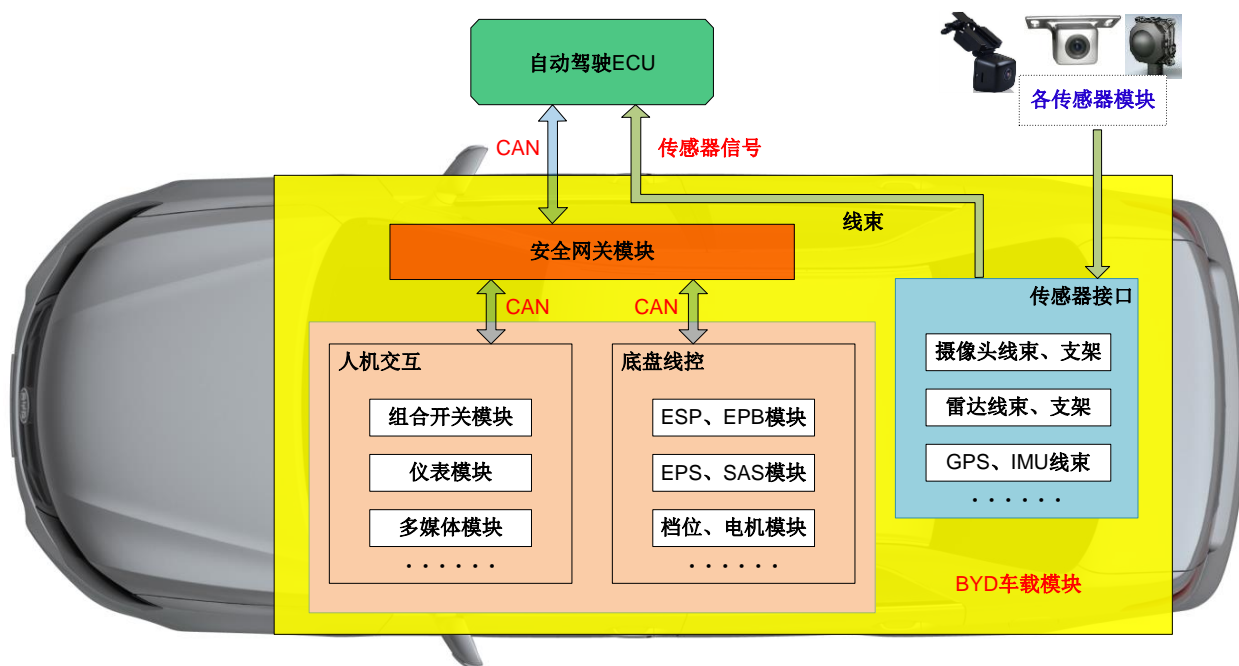 自动驾驶ECU
各传感器模块
CAN
传感器信号
线束
安全网关模块
传感器接口
CAN
CAN
人机交互
底盘线控
摄像头线束、支架
组合开关模块
ESP、EPB模块
雷达线束、支架
仪表模块
EPS、SAS模块
GPS、IMU线束
······
多媒体模块
档位、电机模块
······
······
BYD车载模块